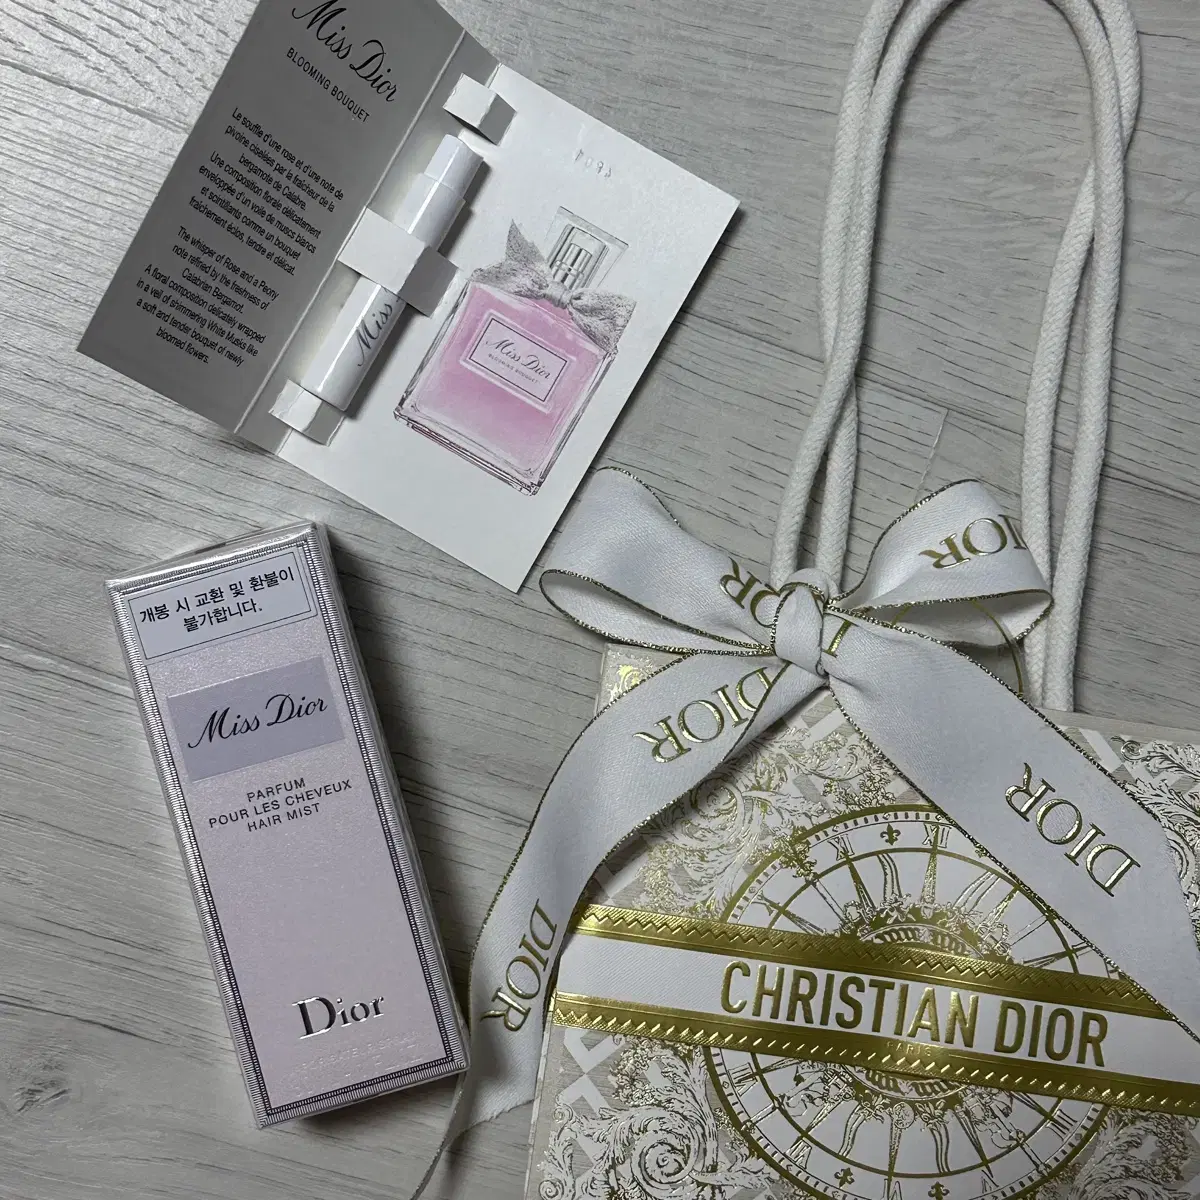 Miss Dior
BLOOMING BOUQUET
Le souffle d'une rose et d'une note de
pivoine ciselées par la fraîcheur de la
bergamote de Calabre.
Une composition florale délicatement
enveloppée d'un voile de muscs blancs
et scintillants comme un bouquet
fraîchement éclos, tendre et délicat.
The whisper of Rose and a Peony
note refined by the freshness of
Calabrian Bergamot.
A floral composition delicately wrapped
in a veil of shimmering White Musks like
a soft and tender bouquet of newly
bloomed flowers.
Miss
Miss Dior
BLOOMING BOUQUET
개봉 시 교환 및 환불이
불가합니다.
Miss Dior
PARFUM
POUR LES CHEVEUX
HAIR MIST
Dior
DIOR
DIOR
DIOR
DIOR
DIOR
DIOR
XII
CHRISTIAN DIOR
PARIS